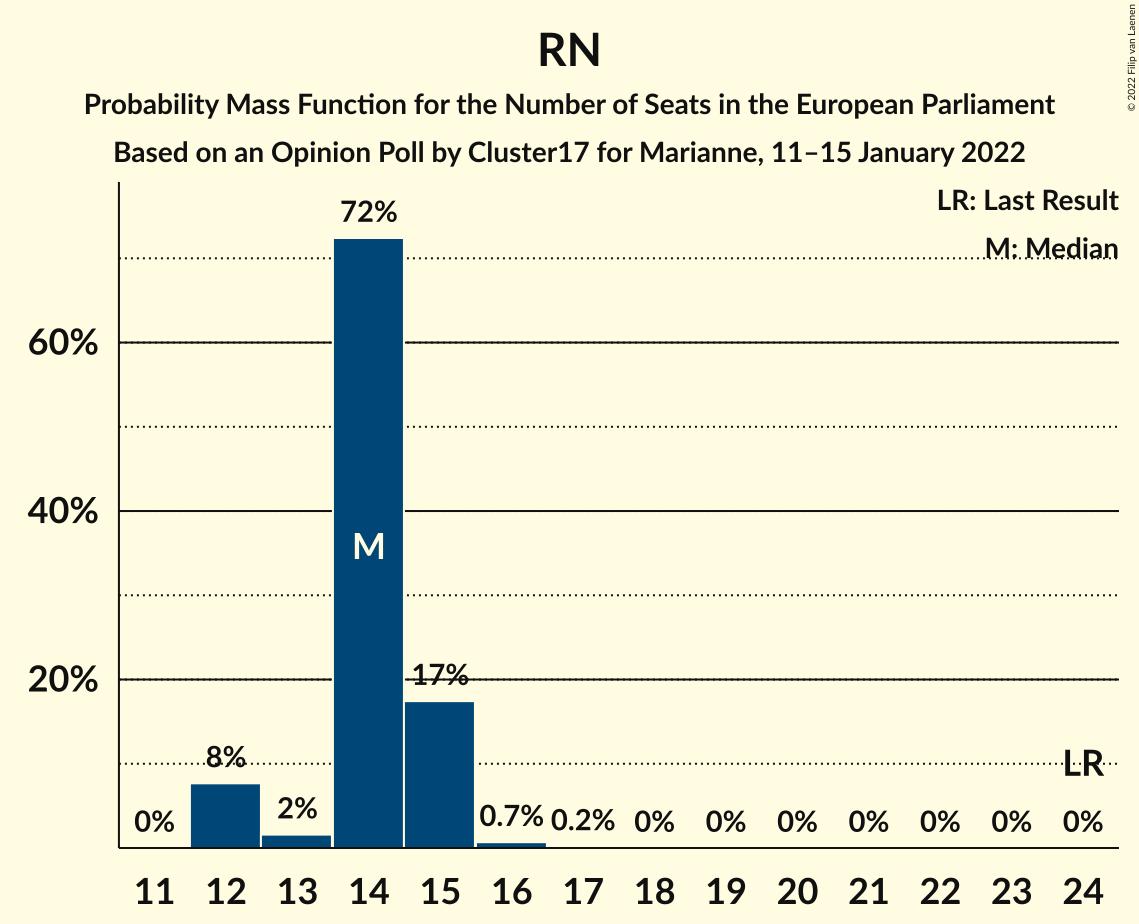 RN
Probability Mass Function for the Number of Seats in the European Parliament
Based on an Opinion Poll by Cluster17 for Marianne, 11–15 January 2022
© 2022 Filip van Laenen
LR: Last Result
M: Median
72%
60%
40%
M
20%
17%
8%
LR
0%
2%
0.7%
0.2%
0%
0%
0%
0%
0%
0%
0%
11 12 13 14 15 16 17 18 19 20 21 22 23 24